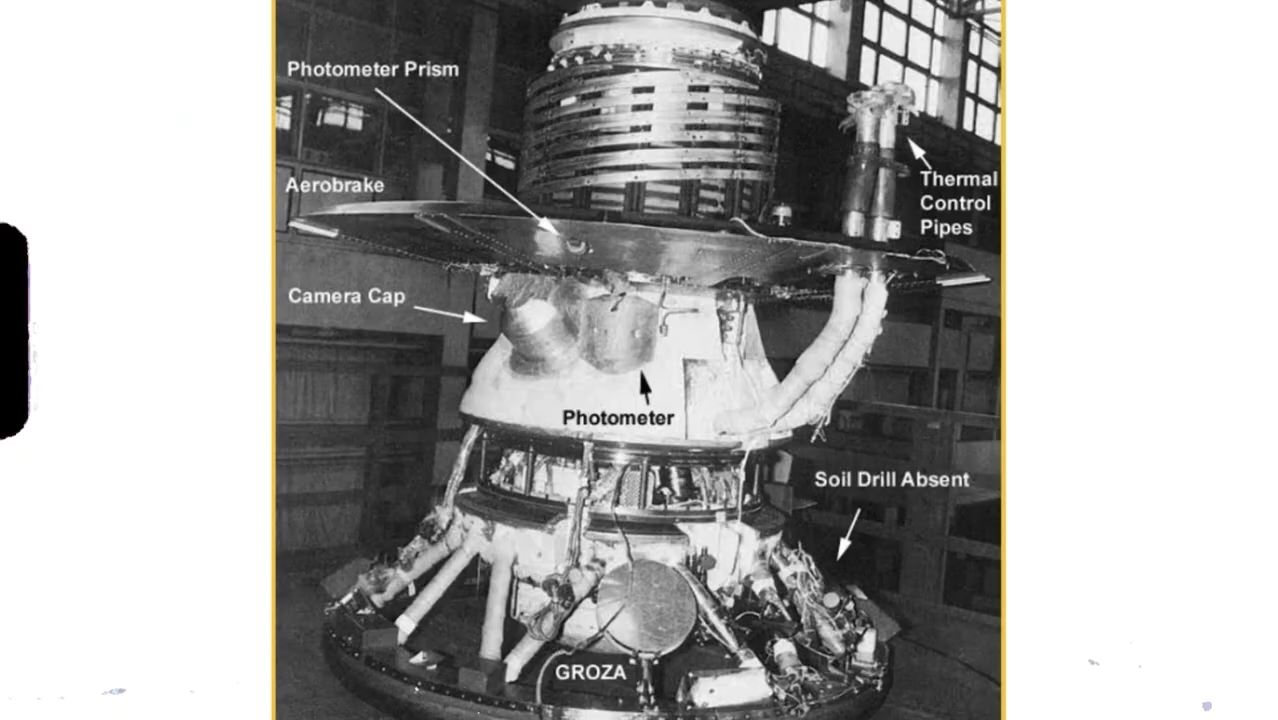 Photometer Prism
Aerobrake
Thermal
Control
Pipes
Camera Cap
Photometer
Soil Drill Absent
GROZA